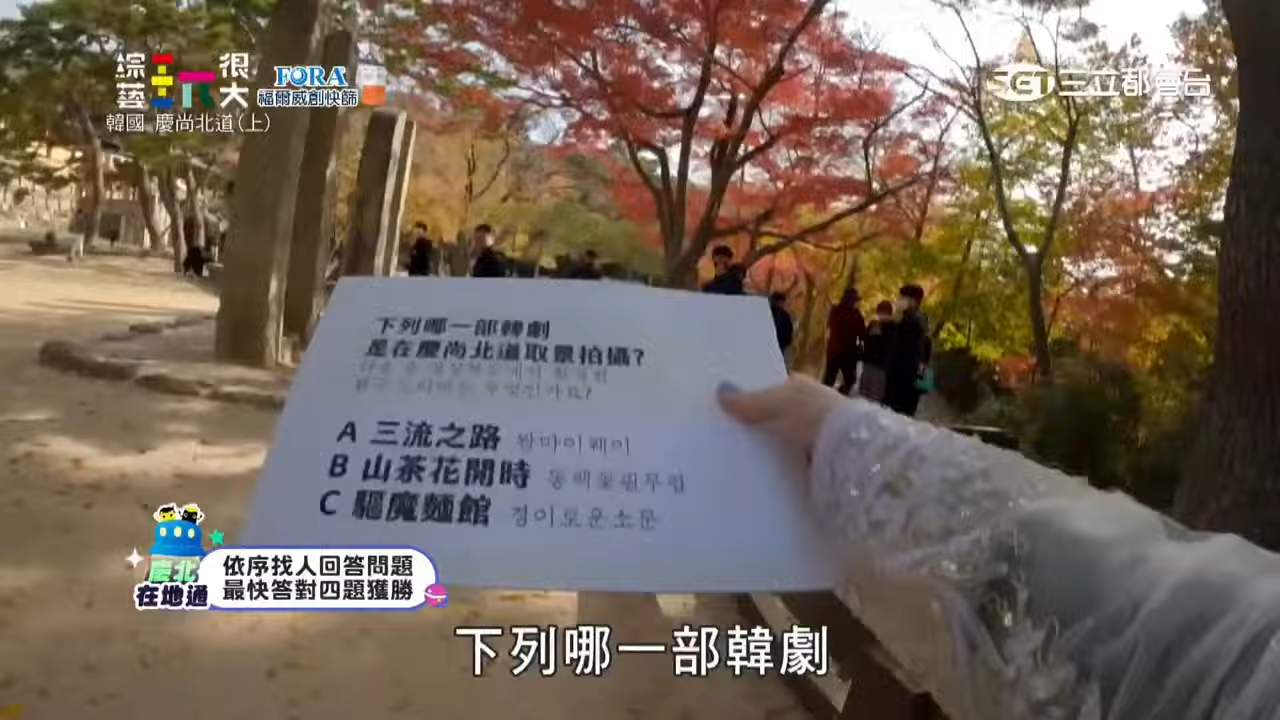 綜藝玩很大
FORA
福爾威創快篩
韓國 慶尚北道(上)
三立都會台
下列哪一部韓劇
是在慶尚北道取景拍攝?
A 三流之路 쌈마이웨이
B 山茶花開時 동백꽃필무렵
C 驅魔麵館 경이로운소문
慶北
在地通
依序找人回答問題
最快答對四題獲勝
下列哪一部韓劇